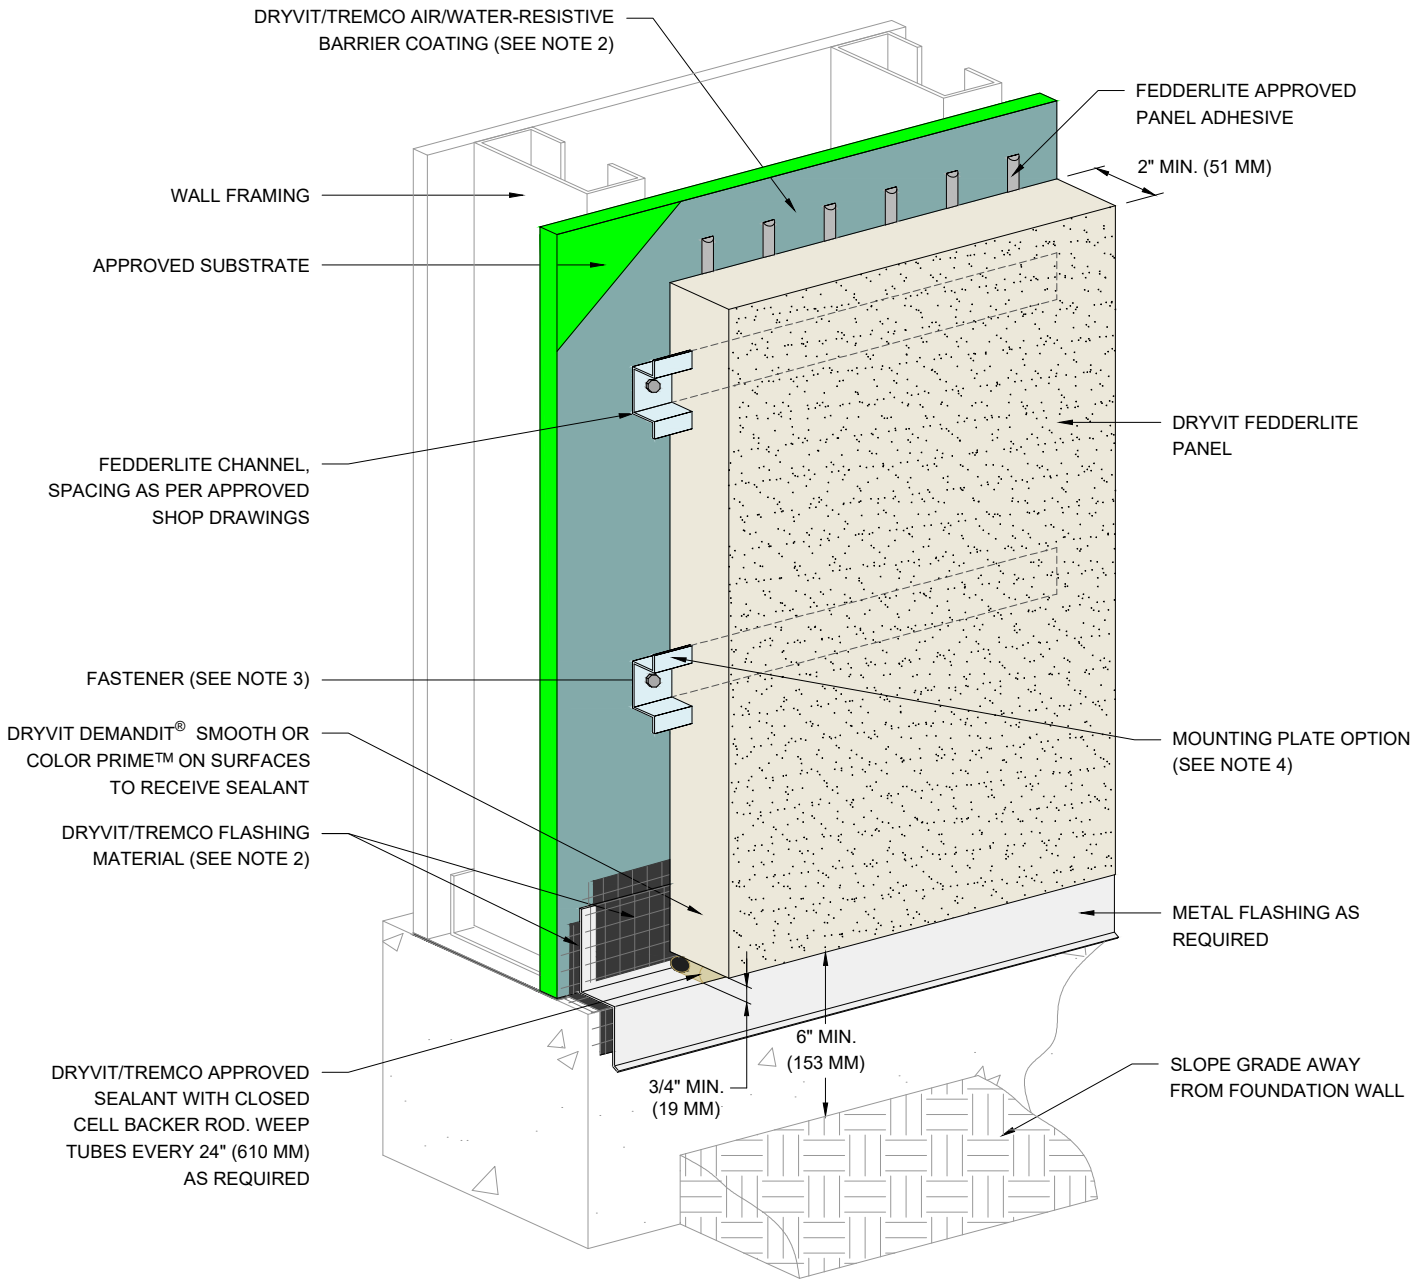 DRYVIT/TREMCO AIR/WATER-RESISTIVE
BARRIER COATING (SEE NOTE 2)
FEDDERLITE APPROVED
PANEL ADHESIVE
2" MIN. (51 MM)
WALL FRAMING
APPROVED SUBSTRATE
DRYVIT FEDDERLITE
PANEL
FEDDERLITE CHANNEL,
SPACING AS PER APPROVED
SHOP DRAWINGS
FASTENER (SEE NOTE 3)
DRYVIT DEMANDIT® SMOOTH OR
COLOR PRIME™ ON SURFACES
TO RECEIVE SEALANT
MOUNTING PLATE OPTION
(SEE NOTE 4)
DRYVIT/TREMCO FLASHING
MATERIAL (SEE NOTE 2)
METAL FLASHING AS
REQUIRED
6" MIN.
(153 MM)
3/4" MIN.
(19 MM)
DRYVIT/TREMCO APPROVED
SEALANT WITH CLOSED
CELL BACKER ROD. WEEP
TUBES EVERY 24" (610 MM)
AS REQUIRED
SLOPE GRADE AWAY
FROM FOUNDATION WALL